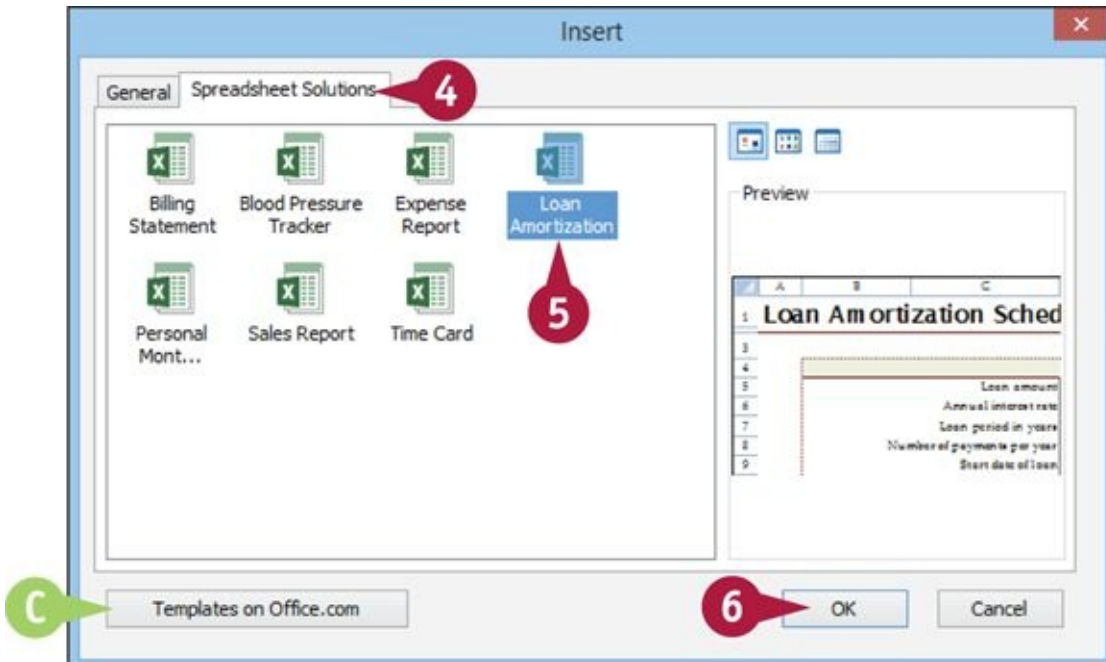 Insert
General
Spreadsheet Solutions
4
Billing
Statement
Blood Pressure
Tracker
Expense
Report
Loan
Amortization
5
Personal
Mont...
Sales Report
Time Card
Preview
A B C
1 Loan Amortization Sched
3
4
5 Loan amount
6 Annual interest rate
7 Loan period in years
8 Number of payments per year
9 Start date of loan
C
Templates on Office.com
6
OK
Cancel